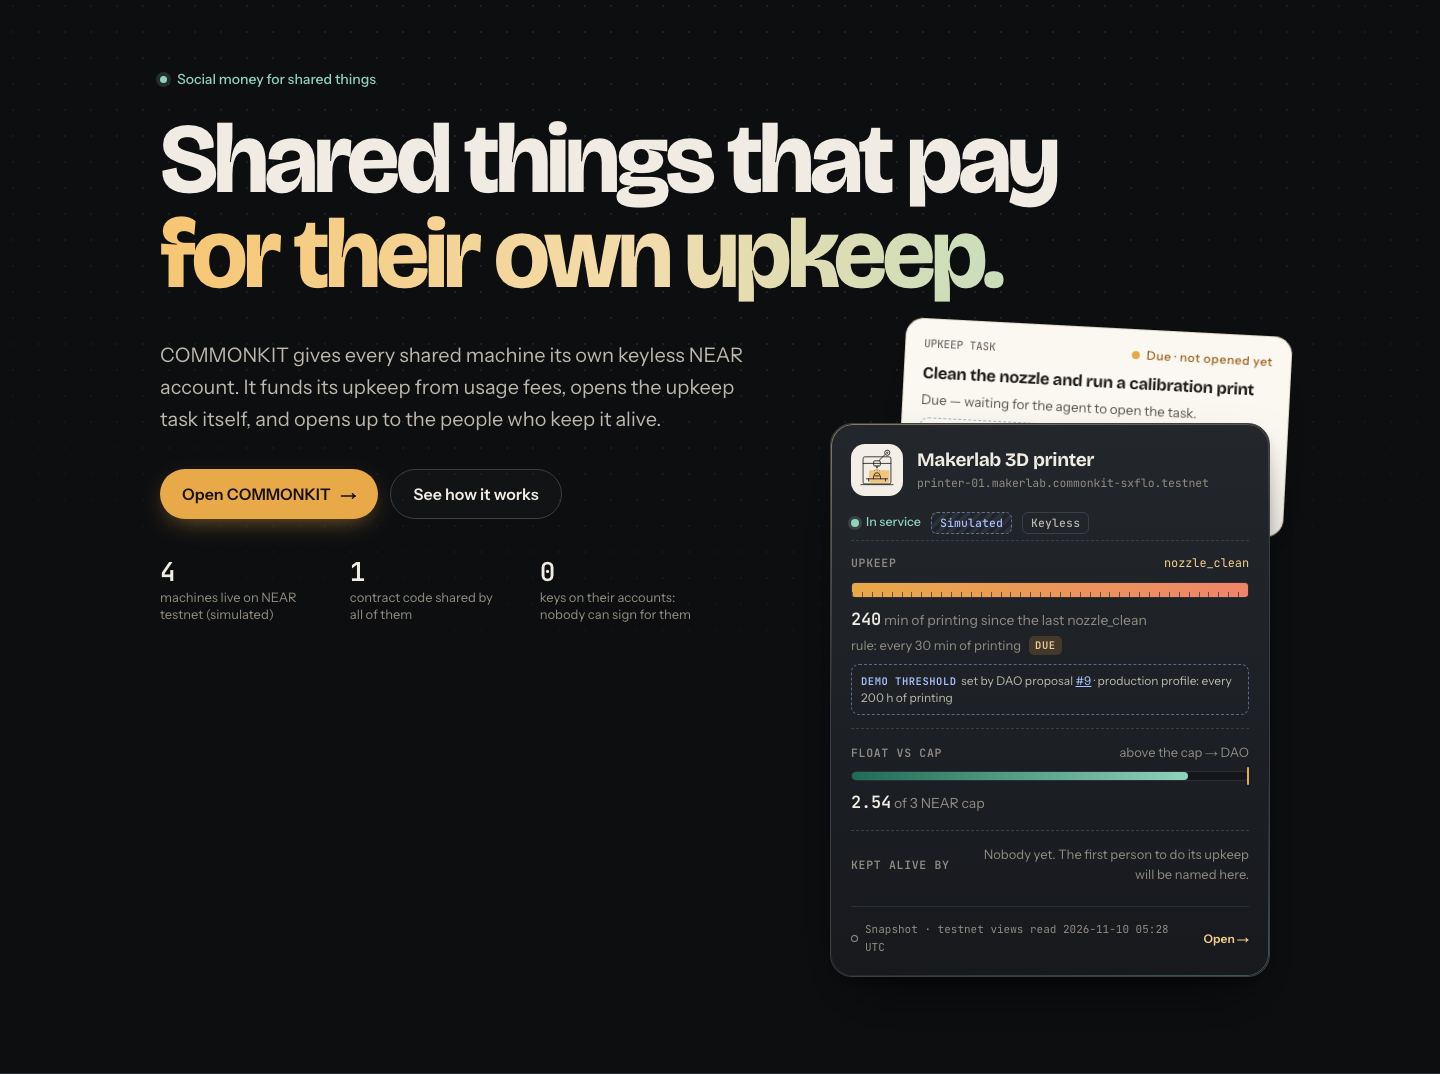 Social money for shared things
Shared things that pay
for their own upkeep.
COMMONKIT gives every shared machine its own keyless NEAR
account. It funds its upkeep from usage fees, opens the upkeep
task itself, and opens up to the people who keep it alive.
Open COMMONKIT →
See how it works
4
machines live on NEAR
testnet (simulated)
1
contract code shared by
all of them
0
keys on their accounts:
nobody can sign for them
UPKEEP TASK
Due · not opened yet
Clean the nozzle and run a calibration print
Due — waiting for the agent to open the task.
Makerlab 3D printer
printer-01.makerlab.commonkit-sxflo.testnet
In service
Simulated
Keyless
UPKEEP
nozzle_clean
240 min of printing since the last nozzle_clean
rule: every 30 min of printing DUE
DEMO THRESHOLD set by DAO proposal #9 · production profile: every
200 h of printing
FLOAT VS CAP
above the cap → DAO
2.54 of 3 NEAR cap
KEPT ALIVE BY
Nobody yet. The first person to do its upkeep
will be named here.
Snapshot · testnet views read 2026-11-10 05:28
UTC
Open →